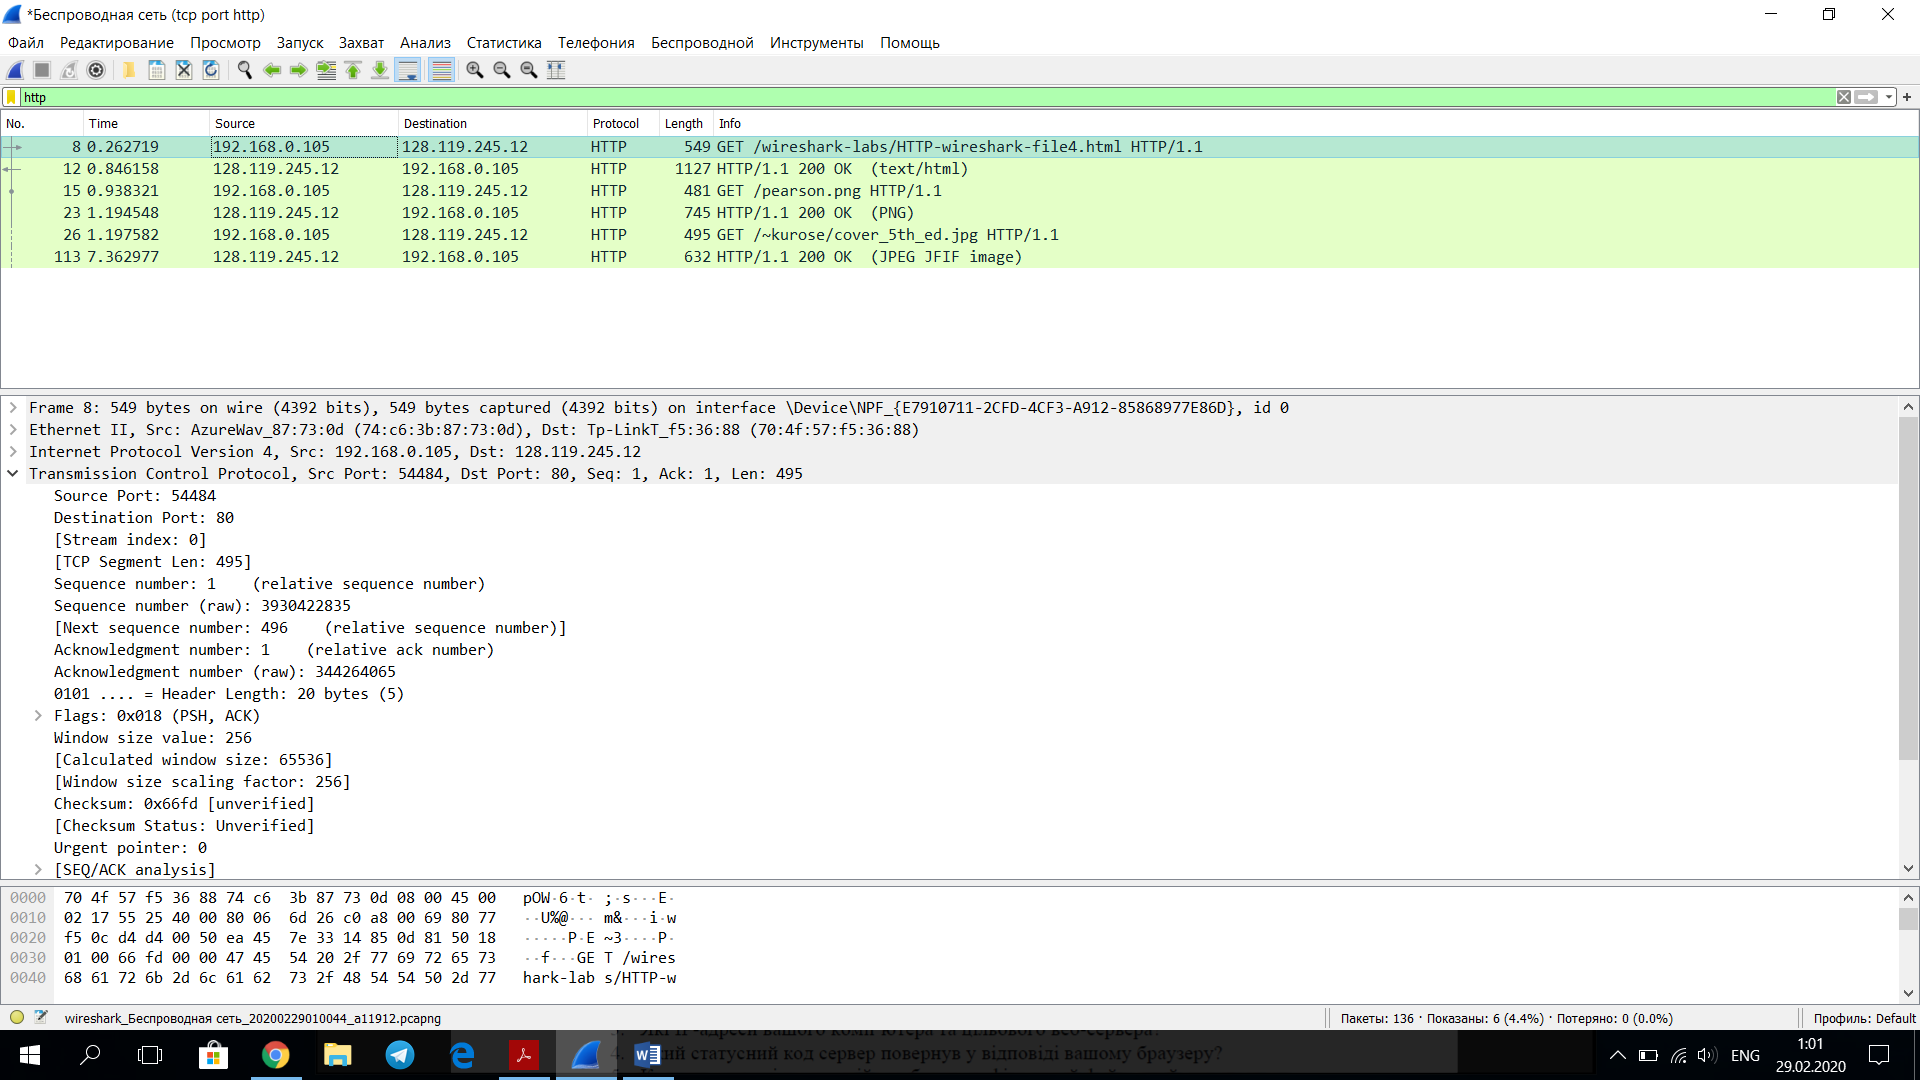 *Беспроводная сеть (tcp port http)
Файл Редактирование Просмотр Запуск Захват Анализ Статистика Телефония Беспроводной Инструменты Помощь
http
No. Time Source Destination Protocol Length Info
8 0.262719 192.168.0.105 128.119.245.12 HTTP 549 GET /wireshark-labs/HTTP-wireshark-file4.html HTTP/1.1
12 0.846158 128.119.245.12 192.168.0.105 HTTP 1127 HTTP/1.1 200 OK (text/html)
15 0.938321 192.168.0.105 128.119.245.12 HTTP 481 GET /pearson.png HTTP/1.1
23 1.194548 128.119.245.12 192.168.0.105 HTTP 745 HTTP/1.1 200 OK (PNG)
26 1.197582 192.168.0.105 128.119.245.12 HTTP 495 GET /~kurose/cover_5th_ed.jpg HTTP/1.1
113 7.362977 128.119.245.12 192.168.0.105 HTTP 632 HTTP/1.1 200 OK (JPEG JFIF image)
Frame 8: 549 bytes on wire (4392 bits), 549 bytes captured (4392 bits) on interface \Device\NPF_{E7910711-2CFD-4CF3-A912-85868977E86D}, id 0
Ethernet II, Src: AzureWav_87:73:0d (74:c6:3b:87:73:0d), Dst: Tp-LinkT_f5:36:88 (70:4f:57:f5:36:88)
Internet Protocol Version 4, Src: 192.168.0.105, Dst: 128.119.245.12
Transmission Control Protocol, Src Port: 54484, Dst Port: 80, Seq: 1, Ack: 1, Len: 495
Source Port: 54484
Destination Port: 80
[Stream index: 0]
[TCP Segment Len: 495]
Sequence number: 1 (relative sequence number)
Sequence number (raw): 3930422835
[Next sequence number: 496 (relative sequence number)]
Acknowledgment number: 1 (relative ack number)
Acknowledgment number (raw): 344264065
0101 .... = Header Length: 20 bytes (5)
Flags: 0x018 (PSH, ACK)
Window size value: 256
[Calculated window size: 65536]
[Window size scaling factor: 256]
Checksum: 0x66fd [unverified]
[Checksum Status: Unverified]
Urgent pointer: 0
[SEQ/ACK analysis]
0000 70 4f 57 f5 36 88 74 c6 3b 87 73 0d 08 00 45 00 pOW·6·t· ;·s···E·
0010 02 17 55 25 40 00 80 06 6d 26 c0 a8 00 69 80 77 ··U%@··· m&···i·w
0020 f5 0c d4 d4 00 50 ea 45 7e 33 14 85 0d 81 50 18 ·····P·E ~3····P·
0030 01 00 66 fd 00 00 47 45 54 20 2f 77 69 72 65 73 ··f···GE T /wires
0040 68 61 72 6b 2d 6c 61 62 73 2f 48 54 54 50 2d 77 hark-lab s/HTTP-w
wireshark_Беспроводная сеть_20200229010044_a11912.pcapng Пакеты: 136 · Показаны: 6 (4.4%) · Потеряно: 0 (0.0%) Профиль: Default
статусний код сервер повернув у відповіді вашому браузеру?
ENG
1:01
29.02.2020